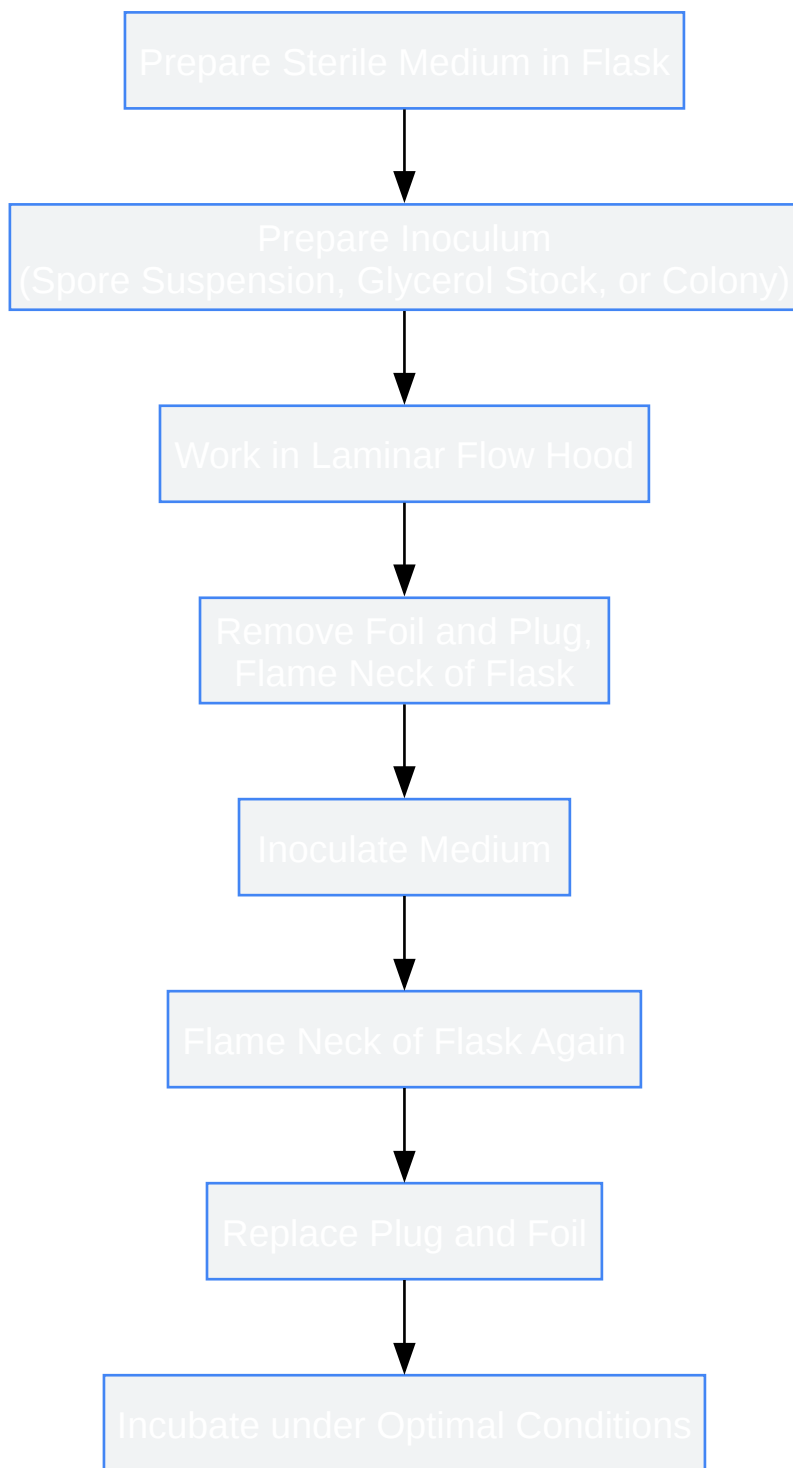 Prepare Sterile Medium in Flask
Prepare Inoculum
(Spore Suspension, Glycerol Stock, or Colony)
Work in Laminar Flow Hood
Remove Foil and Plug,
Flame Neck of Flask
Inoculate Medium
Flame Neck of Flask Again
Replace Plug and Foil
Incubate under Optimal Conditions